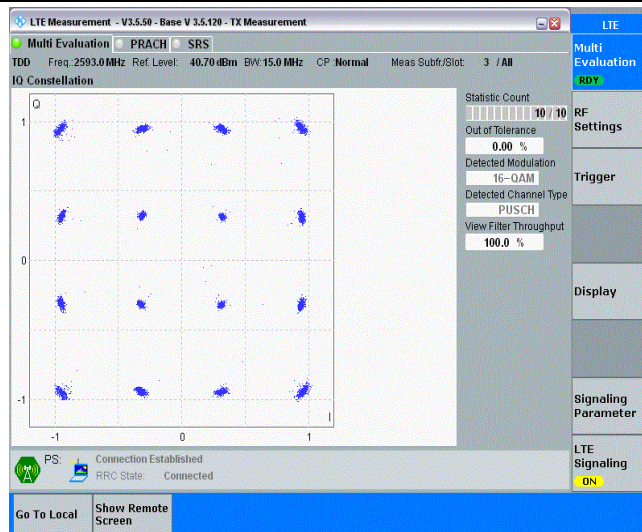 LTE Measurement - V3.5.50 - Base V 3.5.120 - TX Measurement
LTE
Multi Evaluation PRACH SRS
Multi Evaluation
RDY
TDD Freq.:2593.0 MHz Ref. Level: 40.70 dBm BW:15.0 MHz CP :Normal Meas Subfr./Slot: 3 / All
IQ Constellation
Q
1
0
-1
-1 0 1
I
Statistic Count
10 / 10
Out of Tolerance
0.00 %
Detected Modulation
16-QAM
Detected Channel Type
PUSCH
View Filter Throughput
100.0 %
RF Settings
Trigger
Display
Signaling Parameter
LTE Signaling
ON
PS: Connection Established
RRC State: Connected
Go To Local
Show Remote Screen